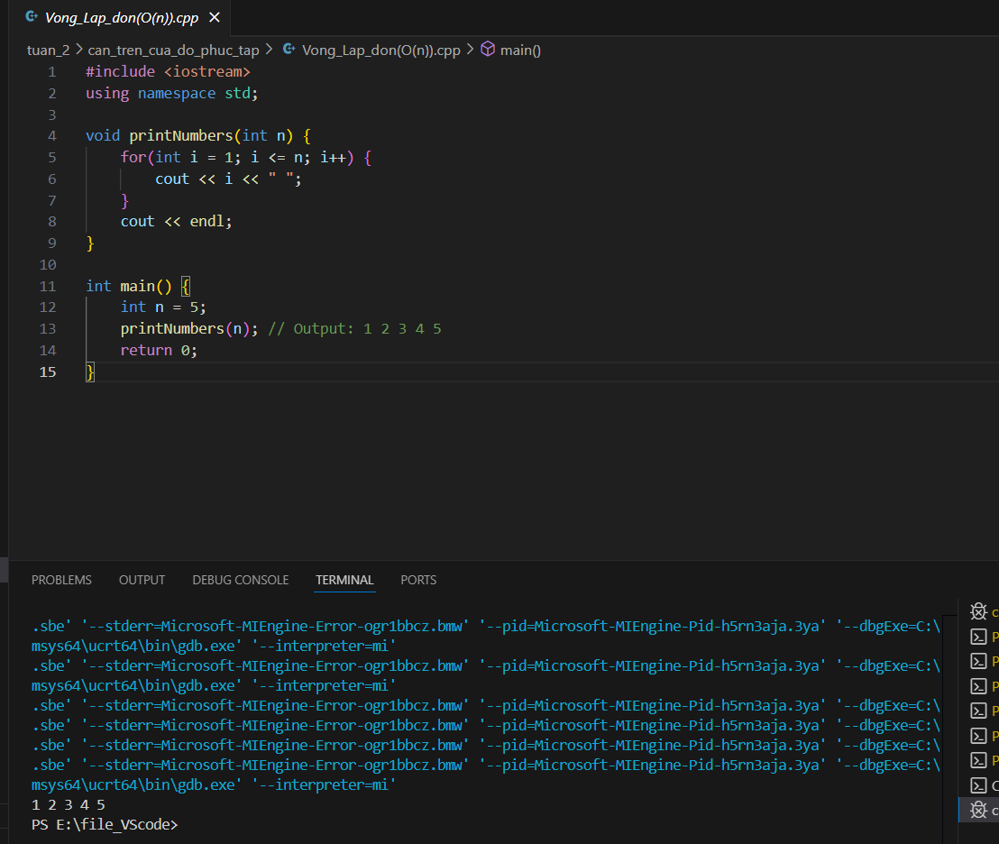 Vong_Lap_don(O(n)).cpp
tuan_2 > can_tren_cua_do_phuc_tap > Vong_Lap_don(O(n)).cpp > main()
1 #include <iostream>
2 using namespace std;
3
4 void printNumbers(int n) {
5     for(int i = 1; i <= n; i++) {
6         cout << i << " ";
7     }
8     cout << endl;
9 }
10
11 int main() {
12     int n = 5;
13     printNumbers(n); // Output: 1 2 3 4 5
14     return 0;
15 }
PROBLEMS OUTPUT DEBUG CONSOLE TERMINAL PORTS
.sbe' '--stderr=Microsoft-MIEngine-Error-ogr1bbcz.bmw' '--pid=Microsoft-MIEngine-Pid-h5rn3aja.3ya' '--dbgExe=C:\
msys64\ucrt64\bin\gdb.exe' '--interpreter=mi'
.sbe' '--stderr=Microsoft-MIEngine-Error-ogr1bbcz.bmw' '--pid=Microsoft-MIEngine-Pid-h5rn3aja.3ya' '--dbgExe=C:\
msys64\ucrt64\bin\gdb.exe' '--interpreter=mi'
.sbe' '--stderr=Microsoft-MIEngine-Error-ogr1bbcz.bmw' '--pid=Microsoft-MIEngine-Pid-h5rn3aja.3ya' '--dbgExe=C:\
.sbe' '--stderr=Microsoft-MIEngine-Error-ogr1bbcz.bmw' '--pid=Microsoft-MIEngine-Pid-h5rn3aja.3ya' '--dbgExe=C:\
.sbe' '--stderr=Microsoft-MIEngine-Error-ogr1bbcz.bmw' '--pid=Microsoft-MIEngine-Pid-h5rn3aja.3ya' '--dbgExe=C:\
.sbe' '--stderr=Microsoft-MIEngine-Error-ogr1bbcz.bmw' '--pid=Microsoft-MIEngine-Pid-h5rn3aja.3ya' '--dbgExe=C:\
msys64\ucrt64\bin\gdb.exe' '--interpreter=mi'
1 2 3 4 5
PS E:\file_VScode>